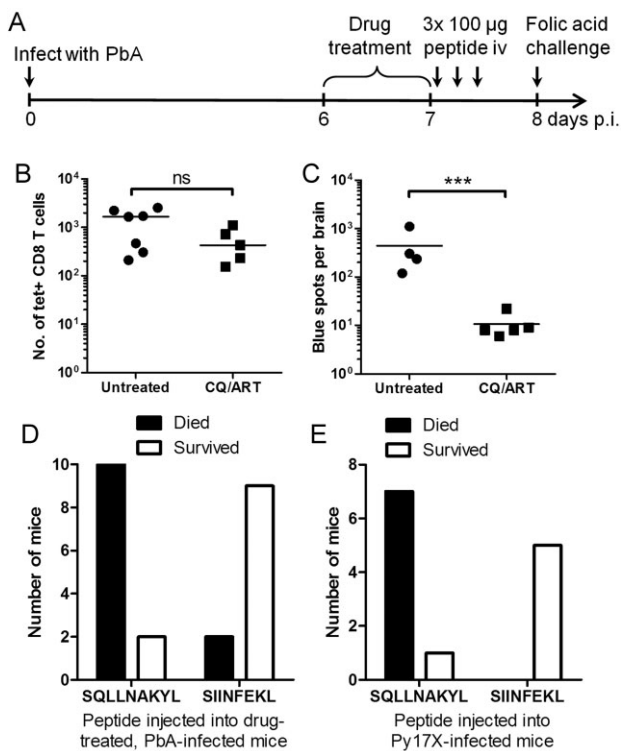 A
Infect with PbA
Drug treatment
3x 100 µg peptide iv
Folic acid challenge
0 6 7 8 days p.i.
B
ns
No. of tet+ CD8 T cells
10⁴
10³
10²
10¹
10⁰
Untreated CQ/ART
C
***
Blue spots per brain
10⁴
10³
10²
10¹
10⁰
Untreated CQ/ART
D
Died
Survived
Number of mice
10
8
6
4
2
0
SQLLNAKYL SIINFEKL
Peptide injected into drug-
treated, PbA-infected mice
E
Died
Survived
Number of mice
8
6
4
2
0
SQLLNAKYL SIINFEKL
Peptide injected into
Py17X-infected mice